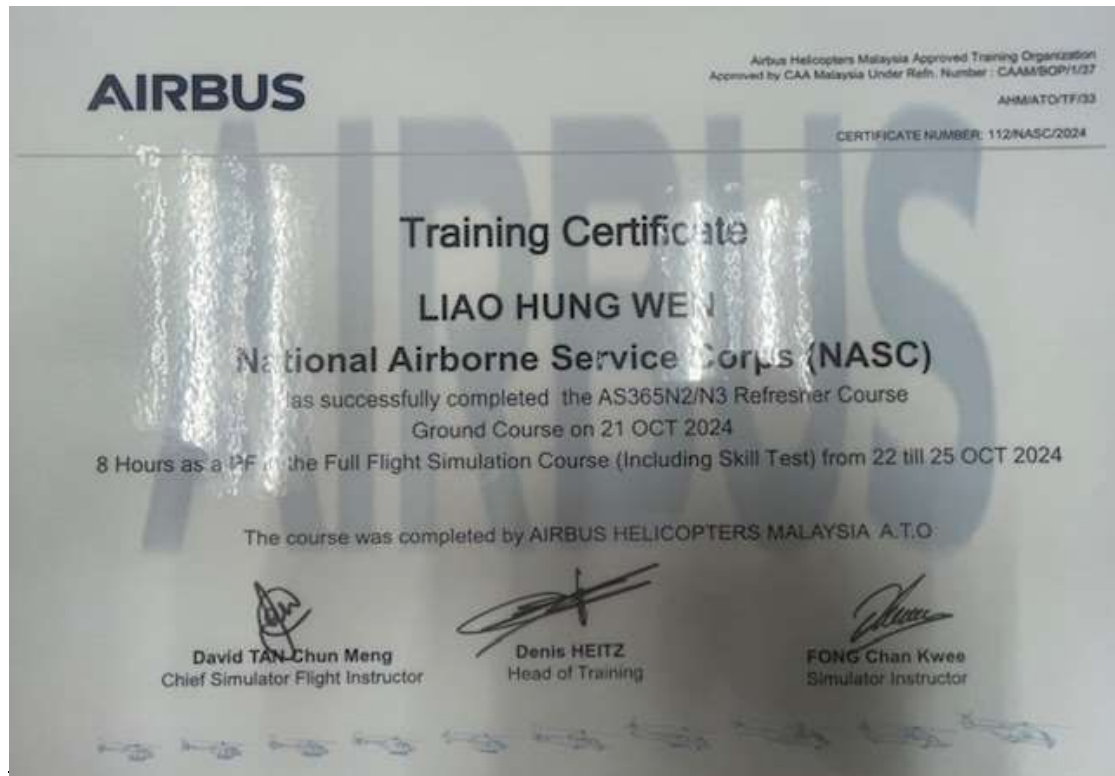 AIRBUS
Airbus Helicopters Malaysia Approved Training Organization
Approved by CAA Malaysia Under Refn. Number : CAAM/BOP/1/37
AHM/ATO/TF/33
CERTIFICATE NUMBER: 112/NASC/2024
AIRBUS
Training Certificate
LIAO HUNG WEN
National Airborne Service Corps (NASC)
Has successfully completed the AS365N2/N3 Refresher Course
Ground Course on 21 OCT 2024
8 Hours as a PF in the Full Flight Simulation Course (Including Skill Test) from 22 till 25 OCT 2024
The course was completed by AIRBUS HELICOPTERS MALAYSIA A.T.O
David TAN Chun Meng
Chief Simulator Flight Instructor
Denis HEITZ
Head of Training
FONG Chan Kwee
Simulator Instructor